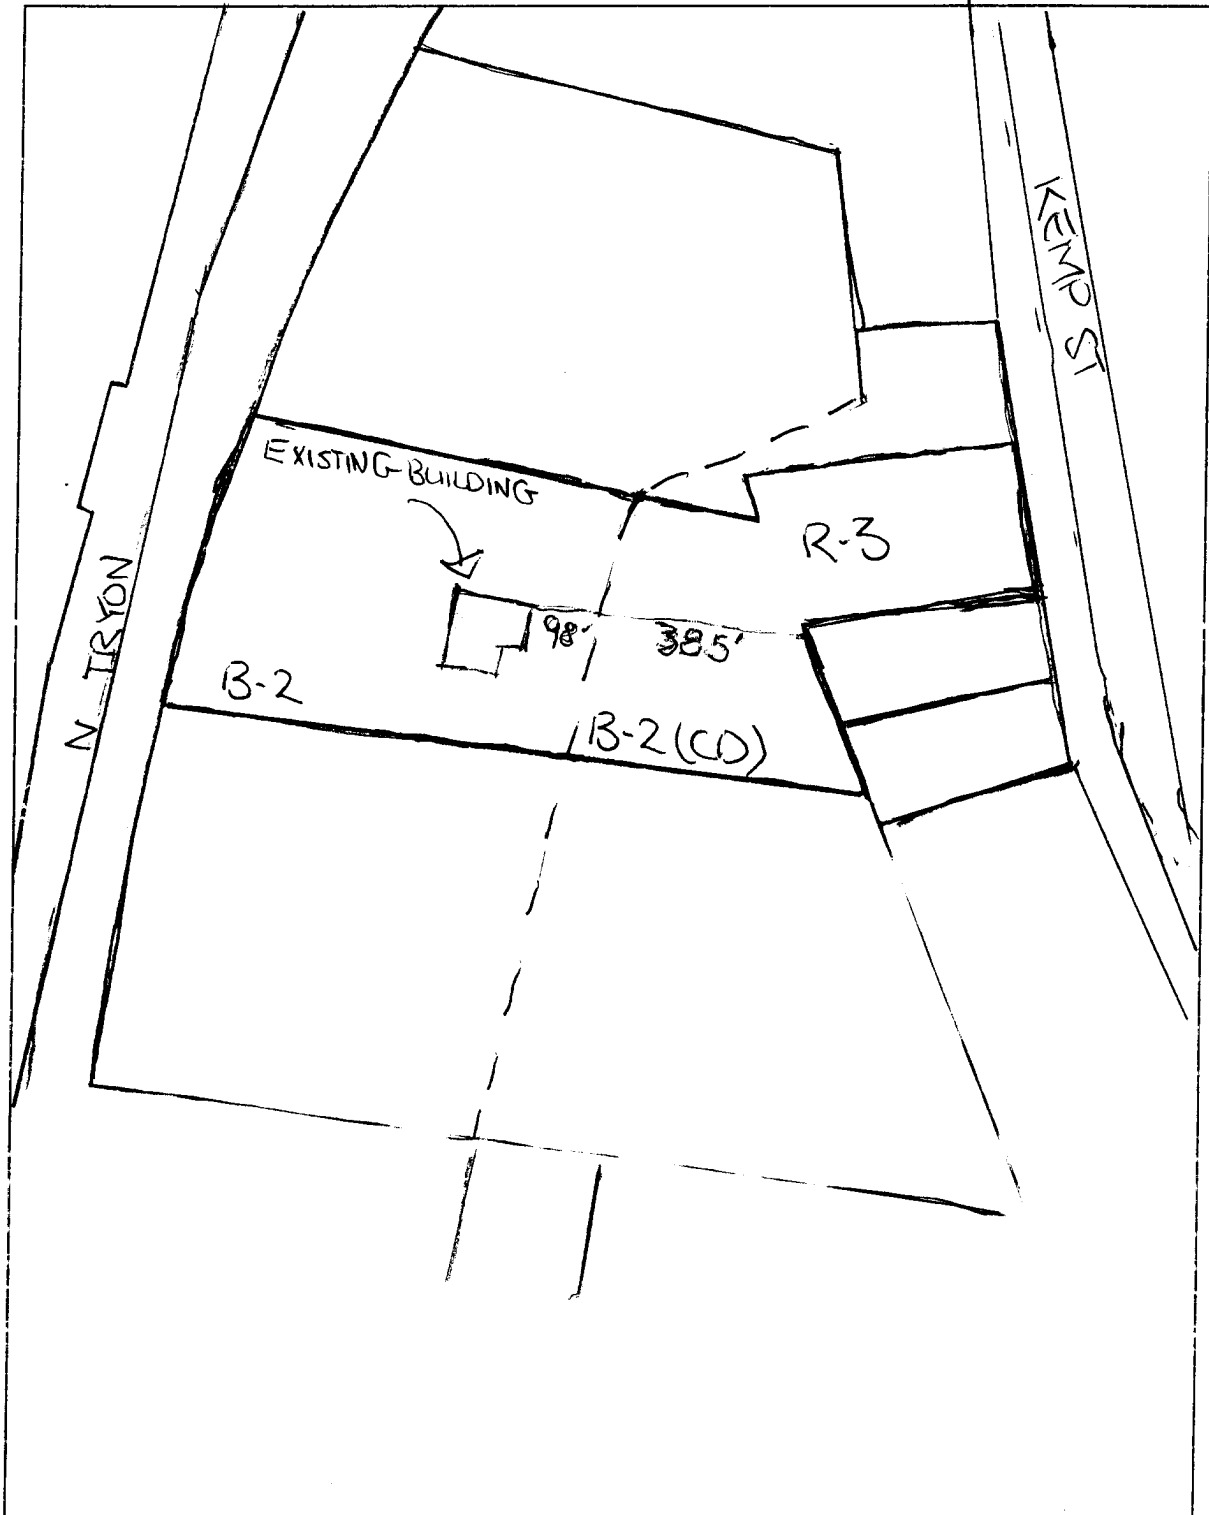 KEMP ST
EXISTING BUILDING
R-3
N TRYON
98'
385'
B-2
B-2 (CD)